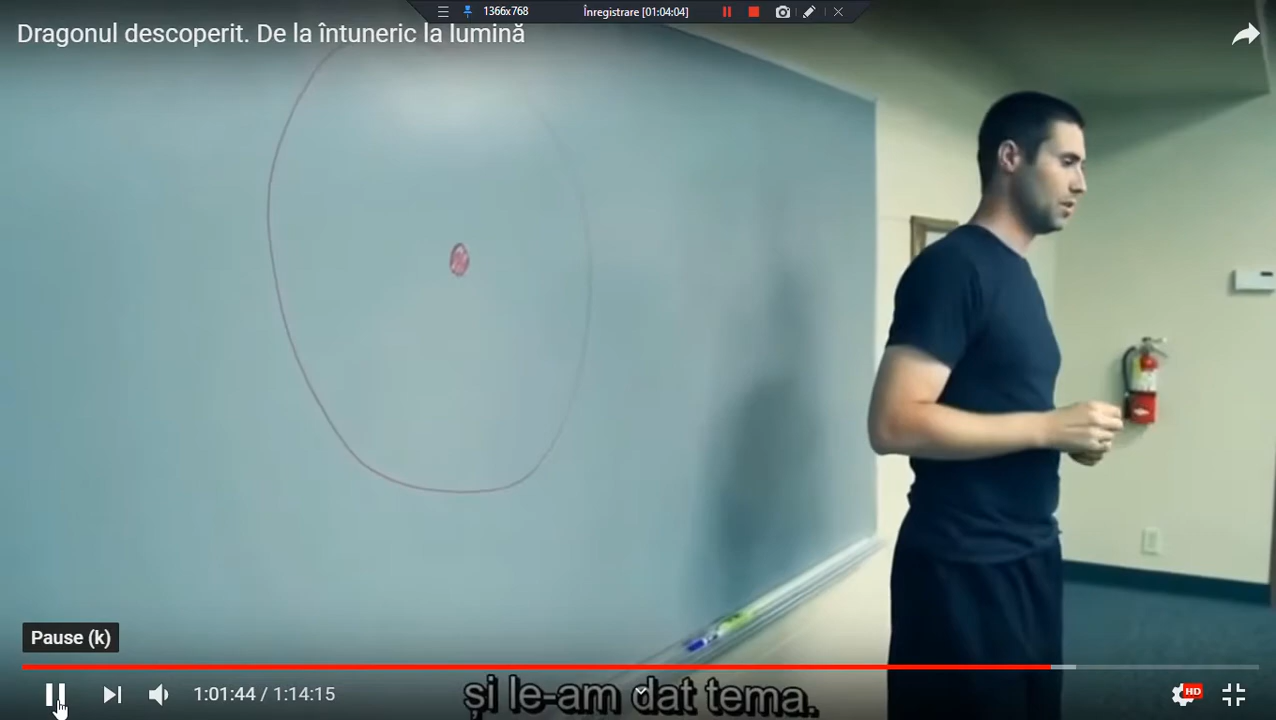 1366x768
Înregistrare [01:04:04]
Dragonul descoperit. De la întuneric la lumină
Pause (k)
1:01:44 / 1:14:15
HD
și le-am dat tema.